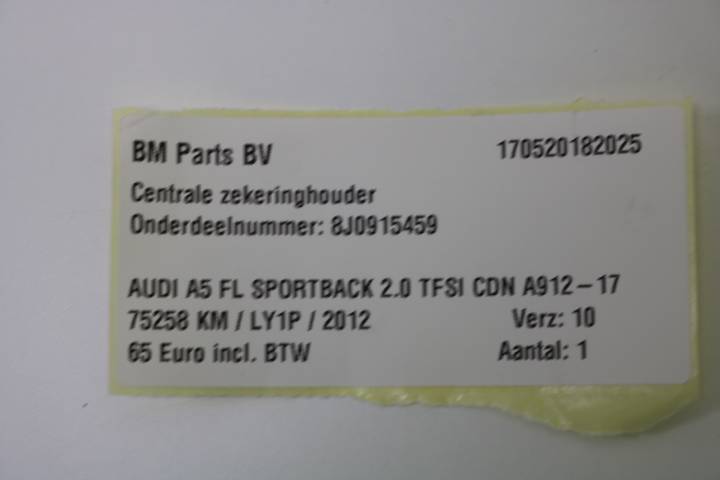 BM Parts BV 170520182025
Centrale zekeringhouder
Onderdeelnummer: 8J0915459
AUDI A5 FL SPORTBACK 2.0 TFSI CDN A912-17
75258 KM / LY1P / 2012 Verz: 10
65 Euro incl. BTW Aantal: 1